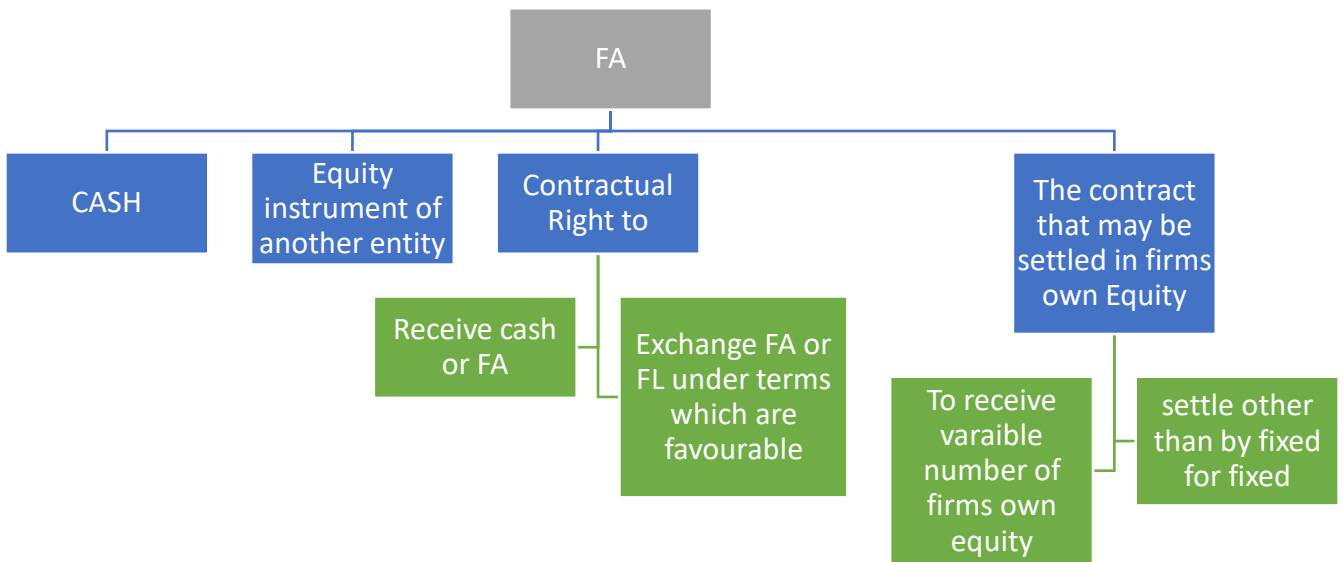 FA
CASH
Equity
instrument of
another entity
Contractual
Right to
Receive cash
or FA
Exchange FA or
FL under terms
which are
favourable
The contract
that may be
settled in firms
own Equity
To receive
varaible
number of
firms own
equity
settle other
than by fixed
for fixed